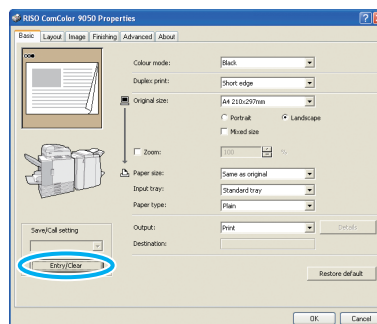 RISO ComColor 9050 Properties
Basic Layout Image Finishing Advanced About
Colour mode: Black
Duplex print: Short edge
Original size: A4 210x297mm
Portrait Landscape
Mixed size
Zoom: 100 %
Paper size: Same as original
Input tray: Standard tray
Paper type: Plain
Save/Call setting
Output: Print Details
Destination:
Entry/Clear
Restore default
OK Cancel